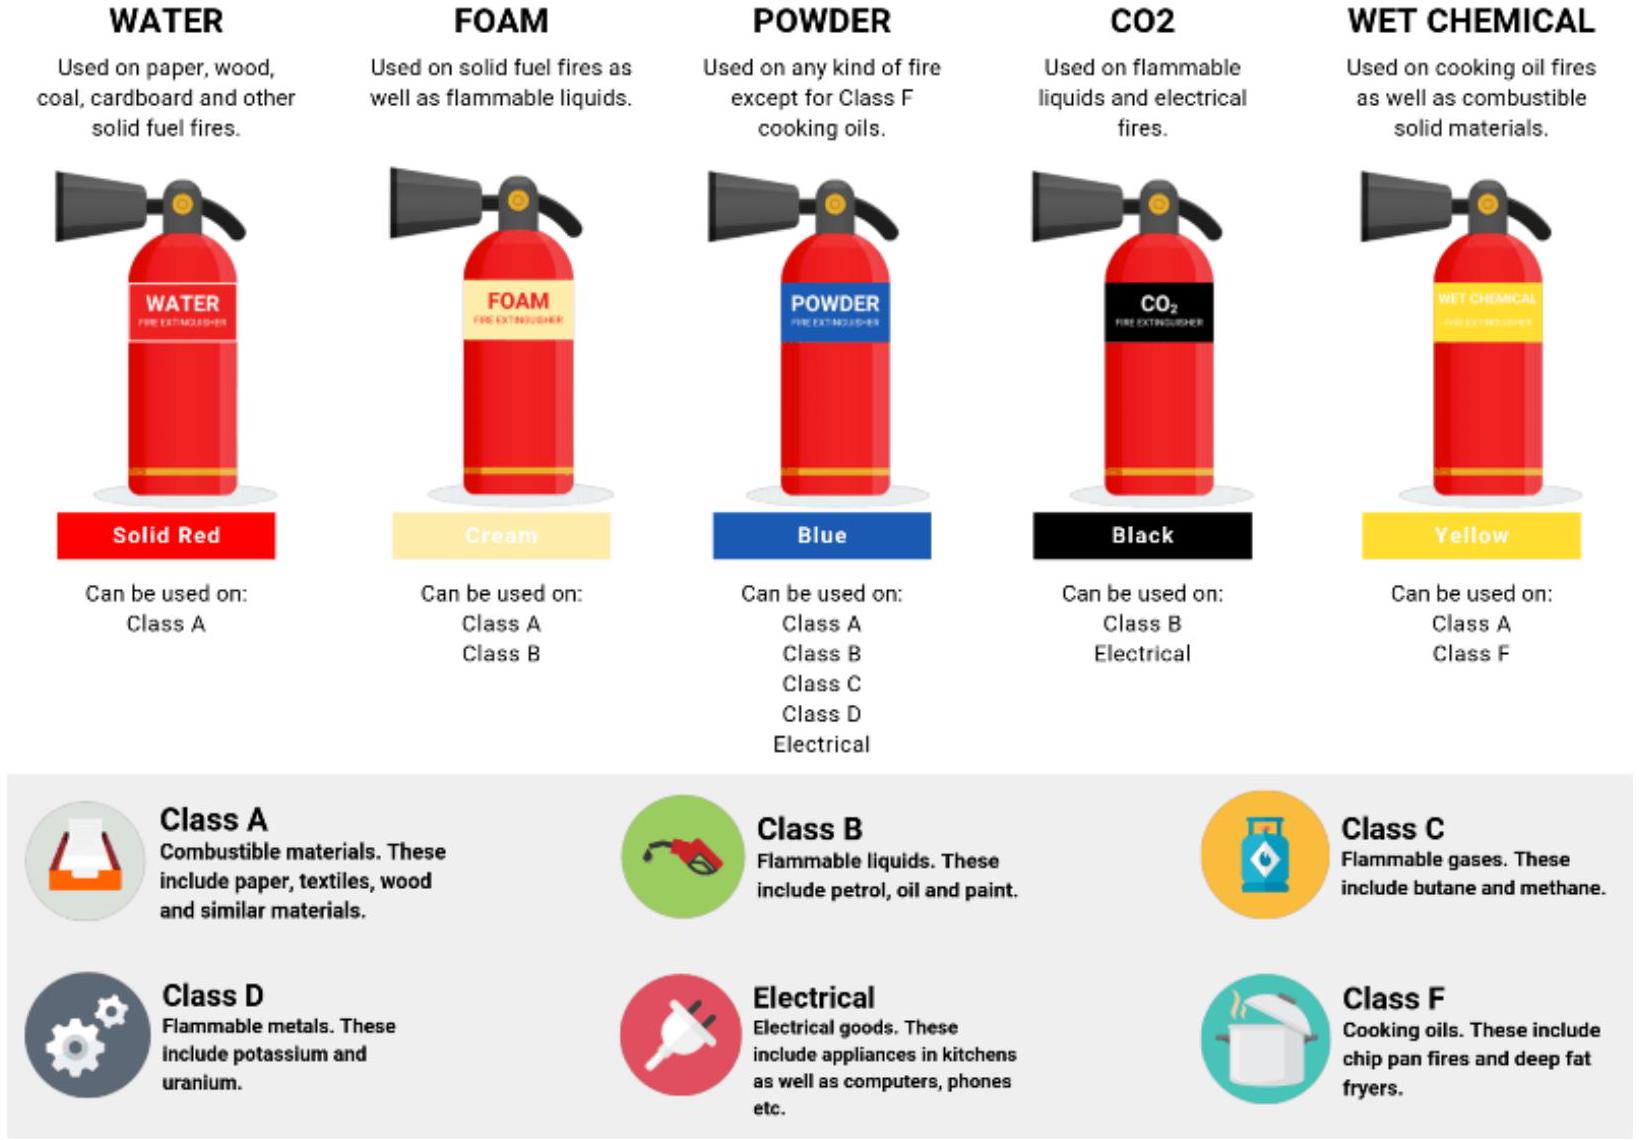 WATER
Used on paper, wood,
coal, cardboard and other
solid fuel fires.
FOAM
Used on solid fuel fires as
well as flammable liquids.
POWDER
Used on any kind of fire
except for Class F
cooking oils.
CO2
Used on flammable
liquids and electrical
fires.
WET CHEMICAL
Used on cooking oil fires
as well as combustible
solid materials.
WATER
FIRE EXTINGUISHER
FOAM
FIRE EXTINGUISHER
POWDER
FIRE EXTINGUISHER
CO₂
FIRE EXTINGUISHER
WET CHEMICAL
FIRE EXTINGUISHER
Solid Red
Cream
Blue
Black
Yellow
Can be used on:
Class A
Can be used on:
Class A
Class B
Can be used on:
Class A
Class B
Class C
Class D
Electrical
Can be used on:
Class B
Electrical
Can be used on:
Class A
Class F
Class A
Combustible materials. These
include paper, textiles, wood
and similar materials.
Class B
Flammable liquids. These
include petrol, oil and paint.
Class C
Flammable gases. These
include butane and methane.
Class D
Flammable metals. These
include potassium and
uranium.
Electrical
Electrical goods. These
include appliances in kitchens
as well as computers, phones
etc.
Class F
Cooking oils. These include
chip pan fires and deep fat
fryers.